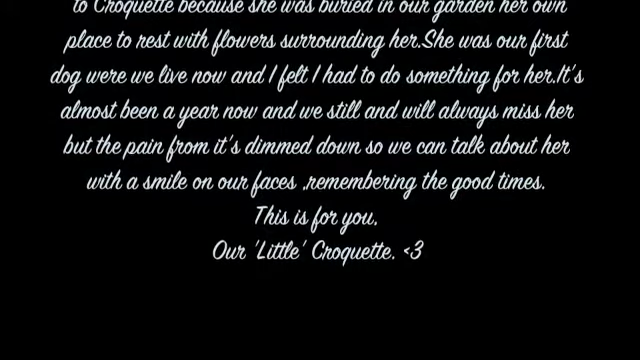 to Croquette because she was buried in our garden her own
place to rest with flowers surrounding her.She was our first
dog were we live now and I felt I had to do something for her.It's
almost been a year now and we still and will always miss her
but the pain from it's dimmed down so we can talk about her
with a smile on our faces ,remembering the good times.
This is for you,
Our 'Little' Croquette. <3